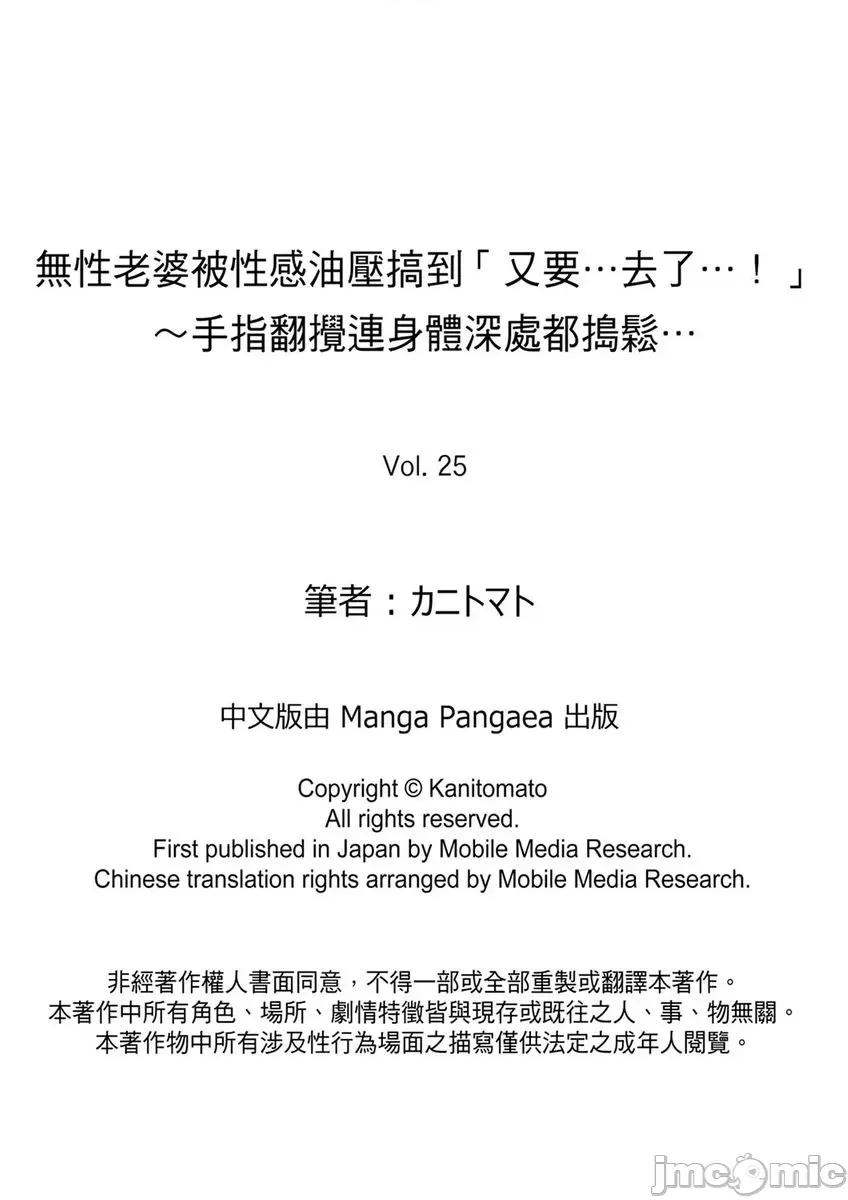 無性老婆被性感油壓搞到「又要…去了…！」
～手指翻攪連身體深處都搗鬆…
Vol. 25
筆者：カニトマト
中文版由 Manga Pangaea 出版
Copyright © Kanitomato
All rights reserved.
First published in Japan by Mobile Media Research.
Chinese translation rights arranged by Mobile Media Research.
非經著作權人書面同意，不得一部或全部重製或翻譯本著作。
本著作中所有角色、場所、劇情特徵皆與現存或既往之人、事、物無關。
本著作物中所有涉及性行為場面之描寫僅供法定之成年人閱覽。
jmcomic